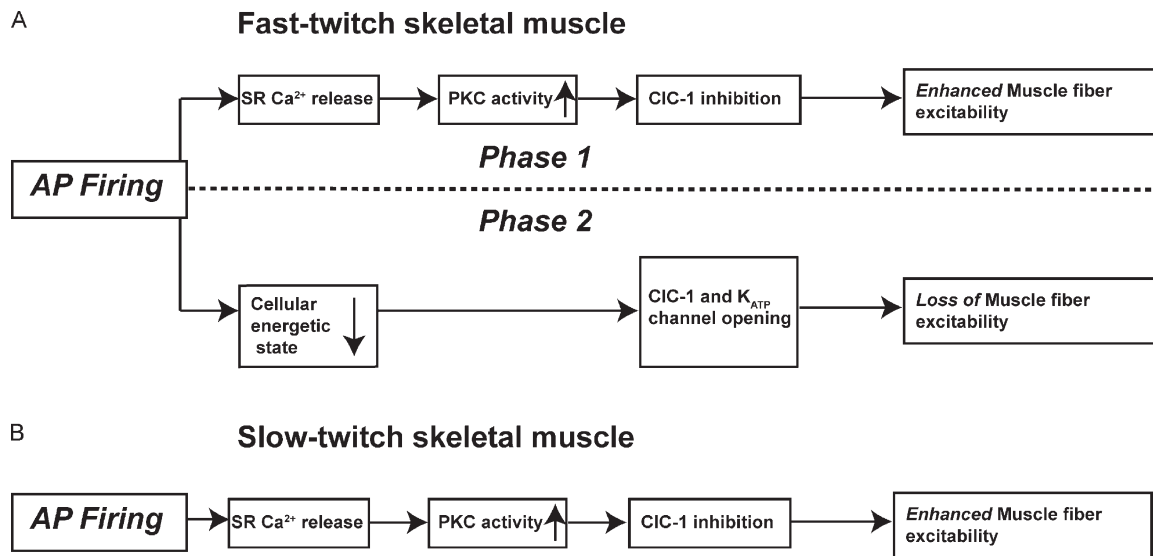 A
Fast-twitch skeletal muscle
SR Ca²⁺ release
PKC activity
ClC-1 inhibition
Enhanced Muscle fiber
excitability
Phase 1
AP Firing
Phase 2
Cellular
energetic
state
ClC-1 and K_ATP
channel opening
Loss of Muscle fiber
excitability
B
Slow-twitch skeletal muscle
AP Firing
SR Ca²⁺ release
PKC activity
ClC-1 inhibition
Enhanced Muscle fiber
excitability